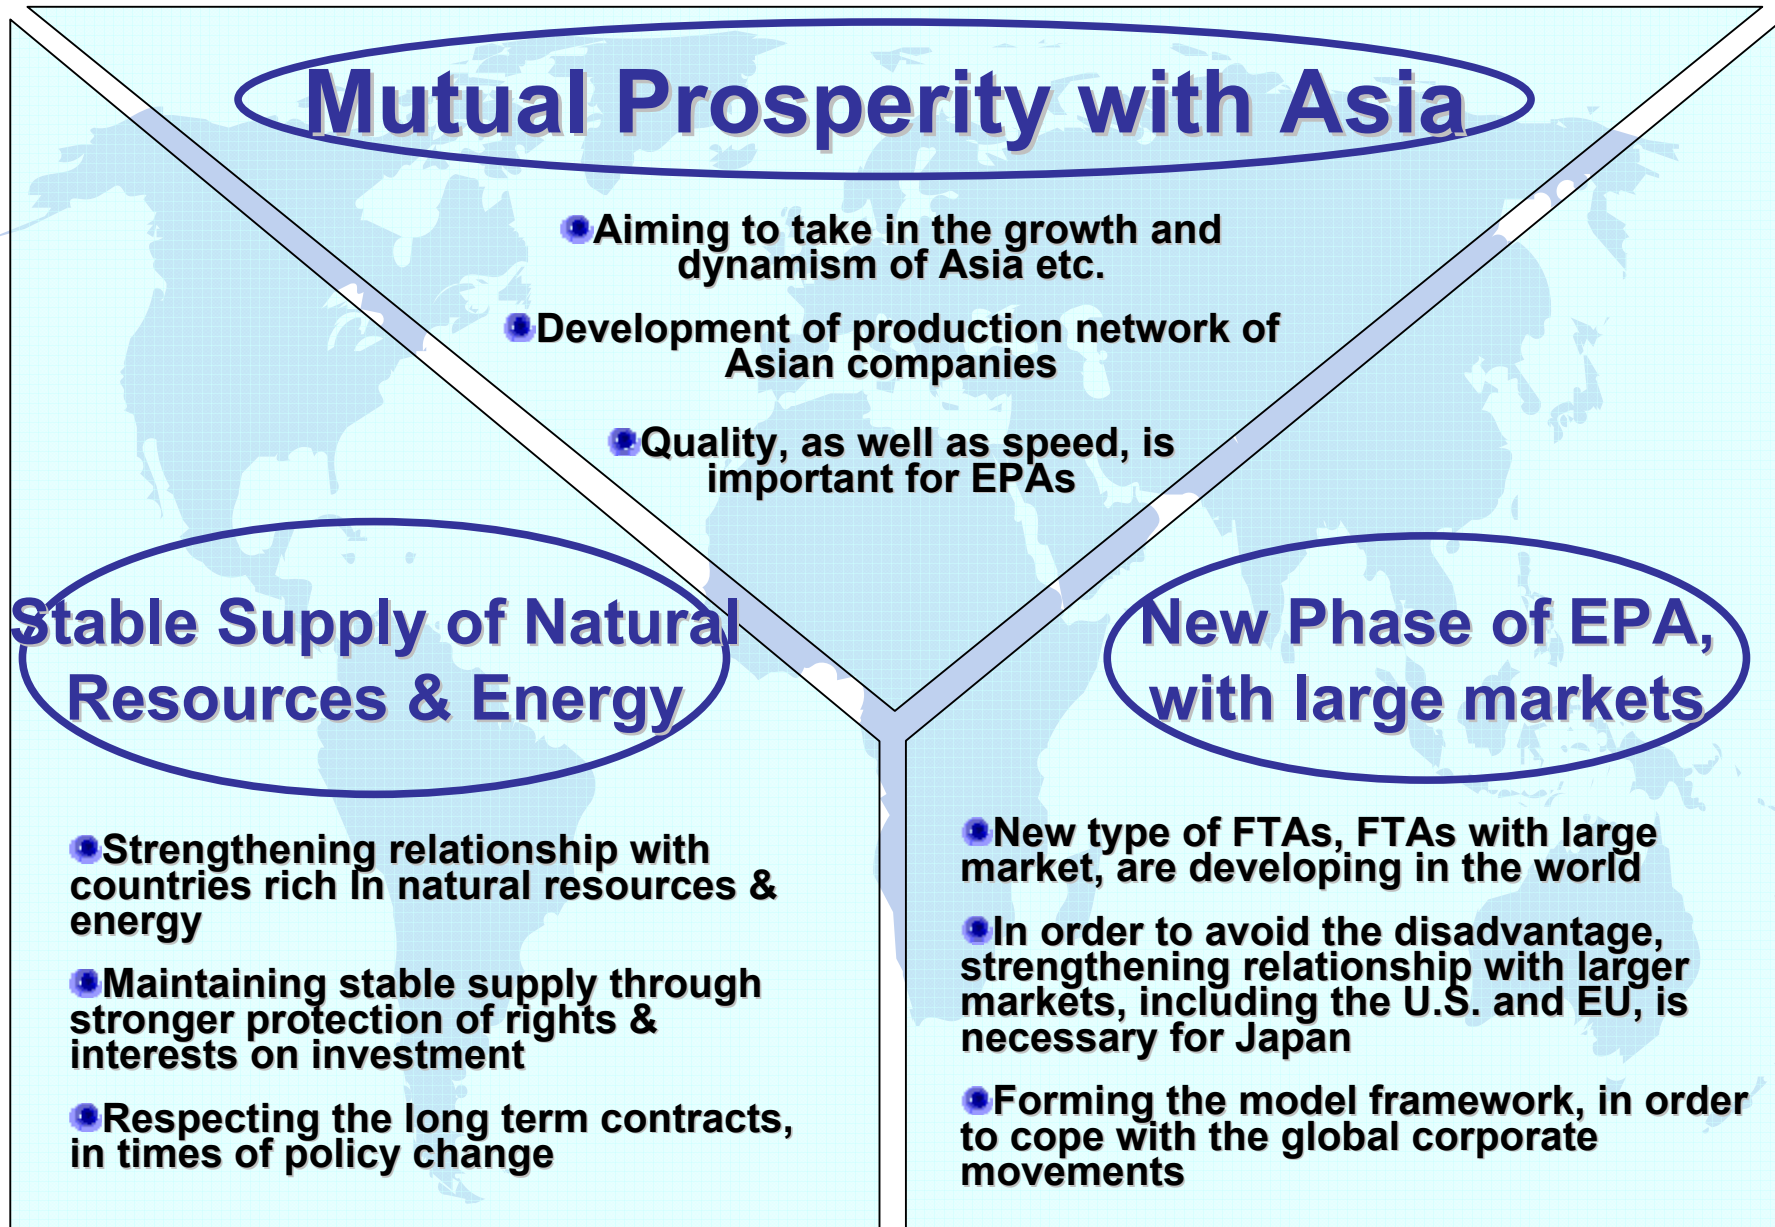 Mutual Prosperity with Asia
Aiming to take in the growth and
dynamism of Asia etc.
Development of production network of
Asian companies
Quality, as well as speed, is
important for EPAs
Stable Supply of Natural
Resources & Energy
Strengthening relationship with
countries rich In natural resources &
energy
Maintaining stable supply through
stronger protection of rights &
interests on investment
Respecting the long term contracts,
in times of policy change
New Phase of EPA,
with large markets
New type of FTAs, FTAs with large
market, are developing in the world
In order to avoid the disadvantage,
strengthening relationship with larger
markets, including the U.S. and EU, is
necessary for Japan
Forming the model framework, in order
to cope with the global corporate
movements